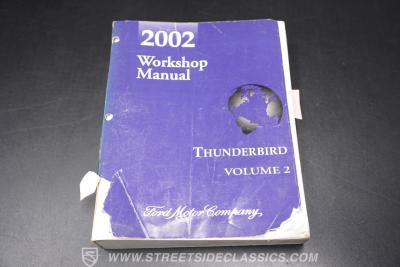 2002
Workshop
Manual
THUNDERBIRD
VOLUME 2
Ford Motor Company
WWW.STREETSIDECLASSICS.COM